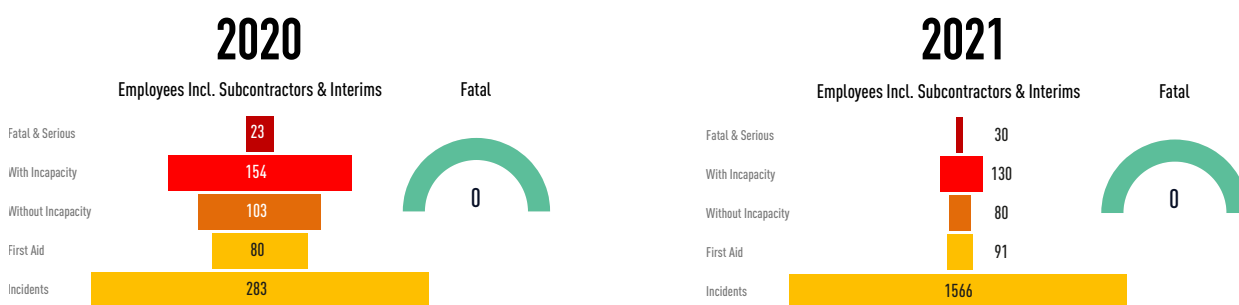 2020
Employees Incl. Subcontractors & Interims
Fatal
Fatal & Serious
23
With Incapacity
154
Without Incapacity
103
First Aid
80
Incidents
283
0
2021
Employees Incl. Subcontractors & Interims
Fatal
Fatal & Serious
30
With Incapacity
130
Without Incapacity
80
First Aid
91
Incidents
1566
0